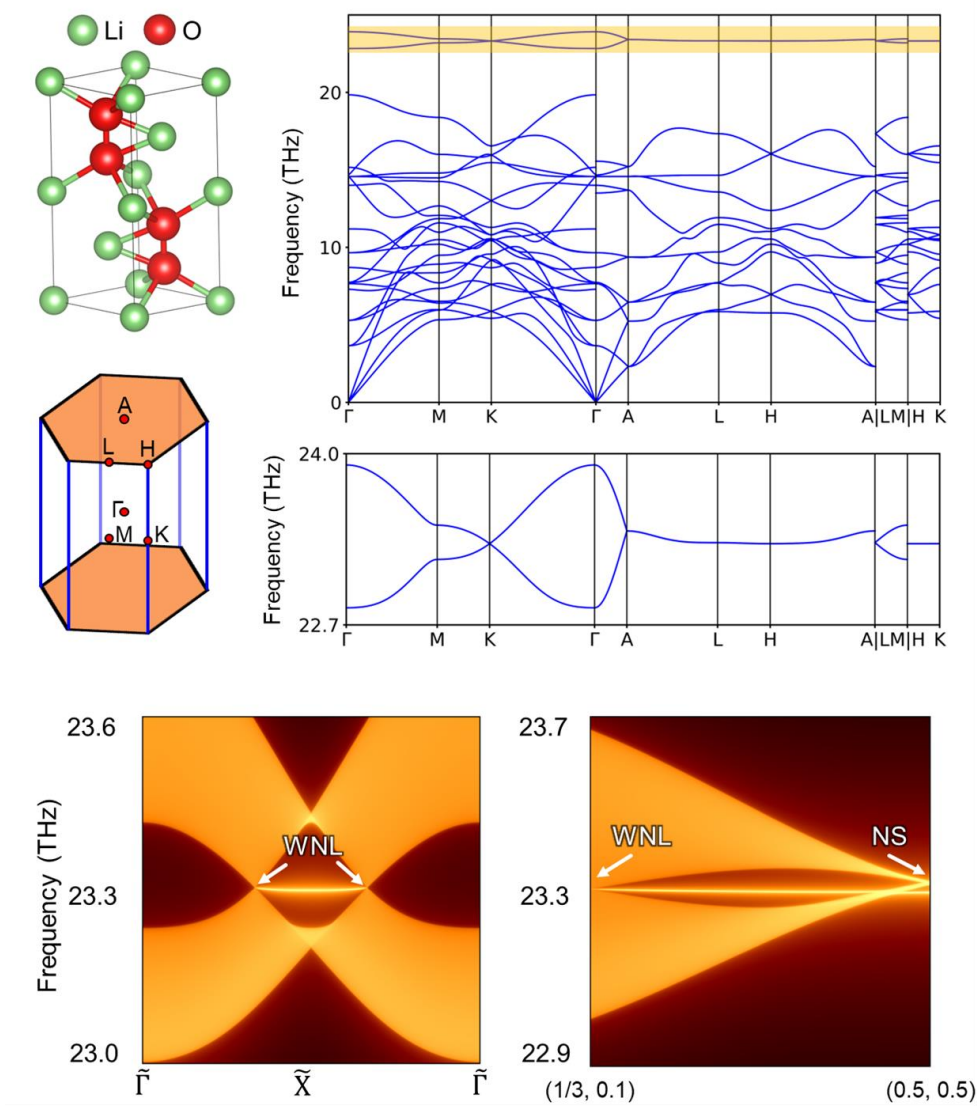 Li O
Frequency (THz)
20
10
0
Γ M K Γ A L H A|LM|H K
A
L H
Γ
M K
Frequency (THz)
24.0
22.7
Γ M K Γ A L H A|LM|H K
Frequency (THz)
23.6
23.3
23.0
WNL
Γ̃ X̃ Γ̃
23.7
23.3
22.9
WNL NS
(1/3, 0.1) (0.5, 0.5)